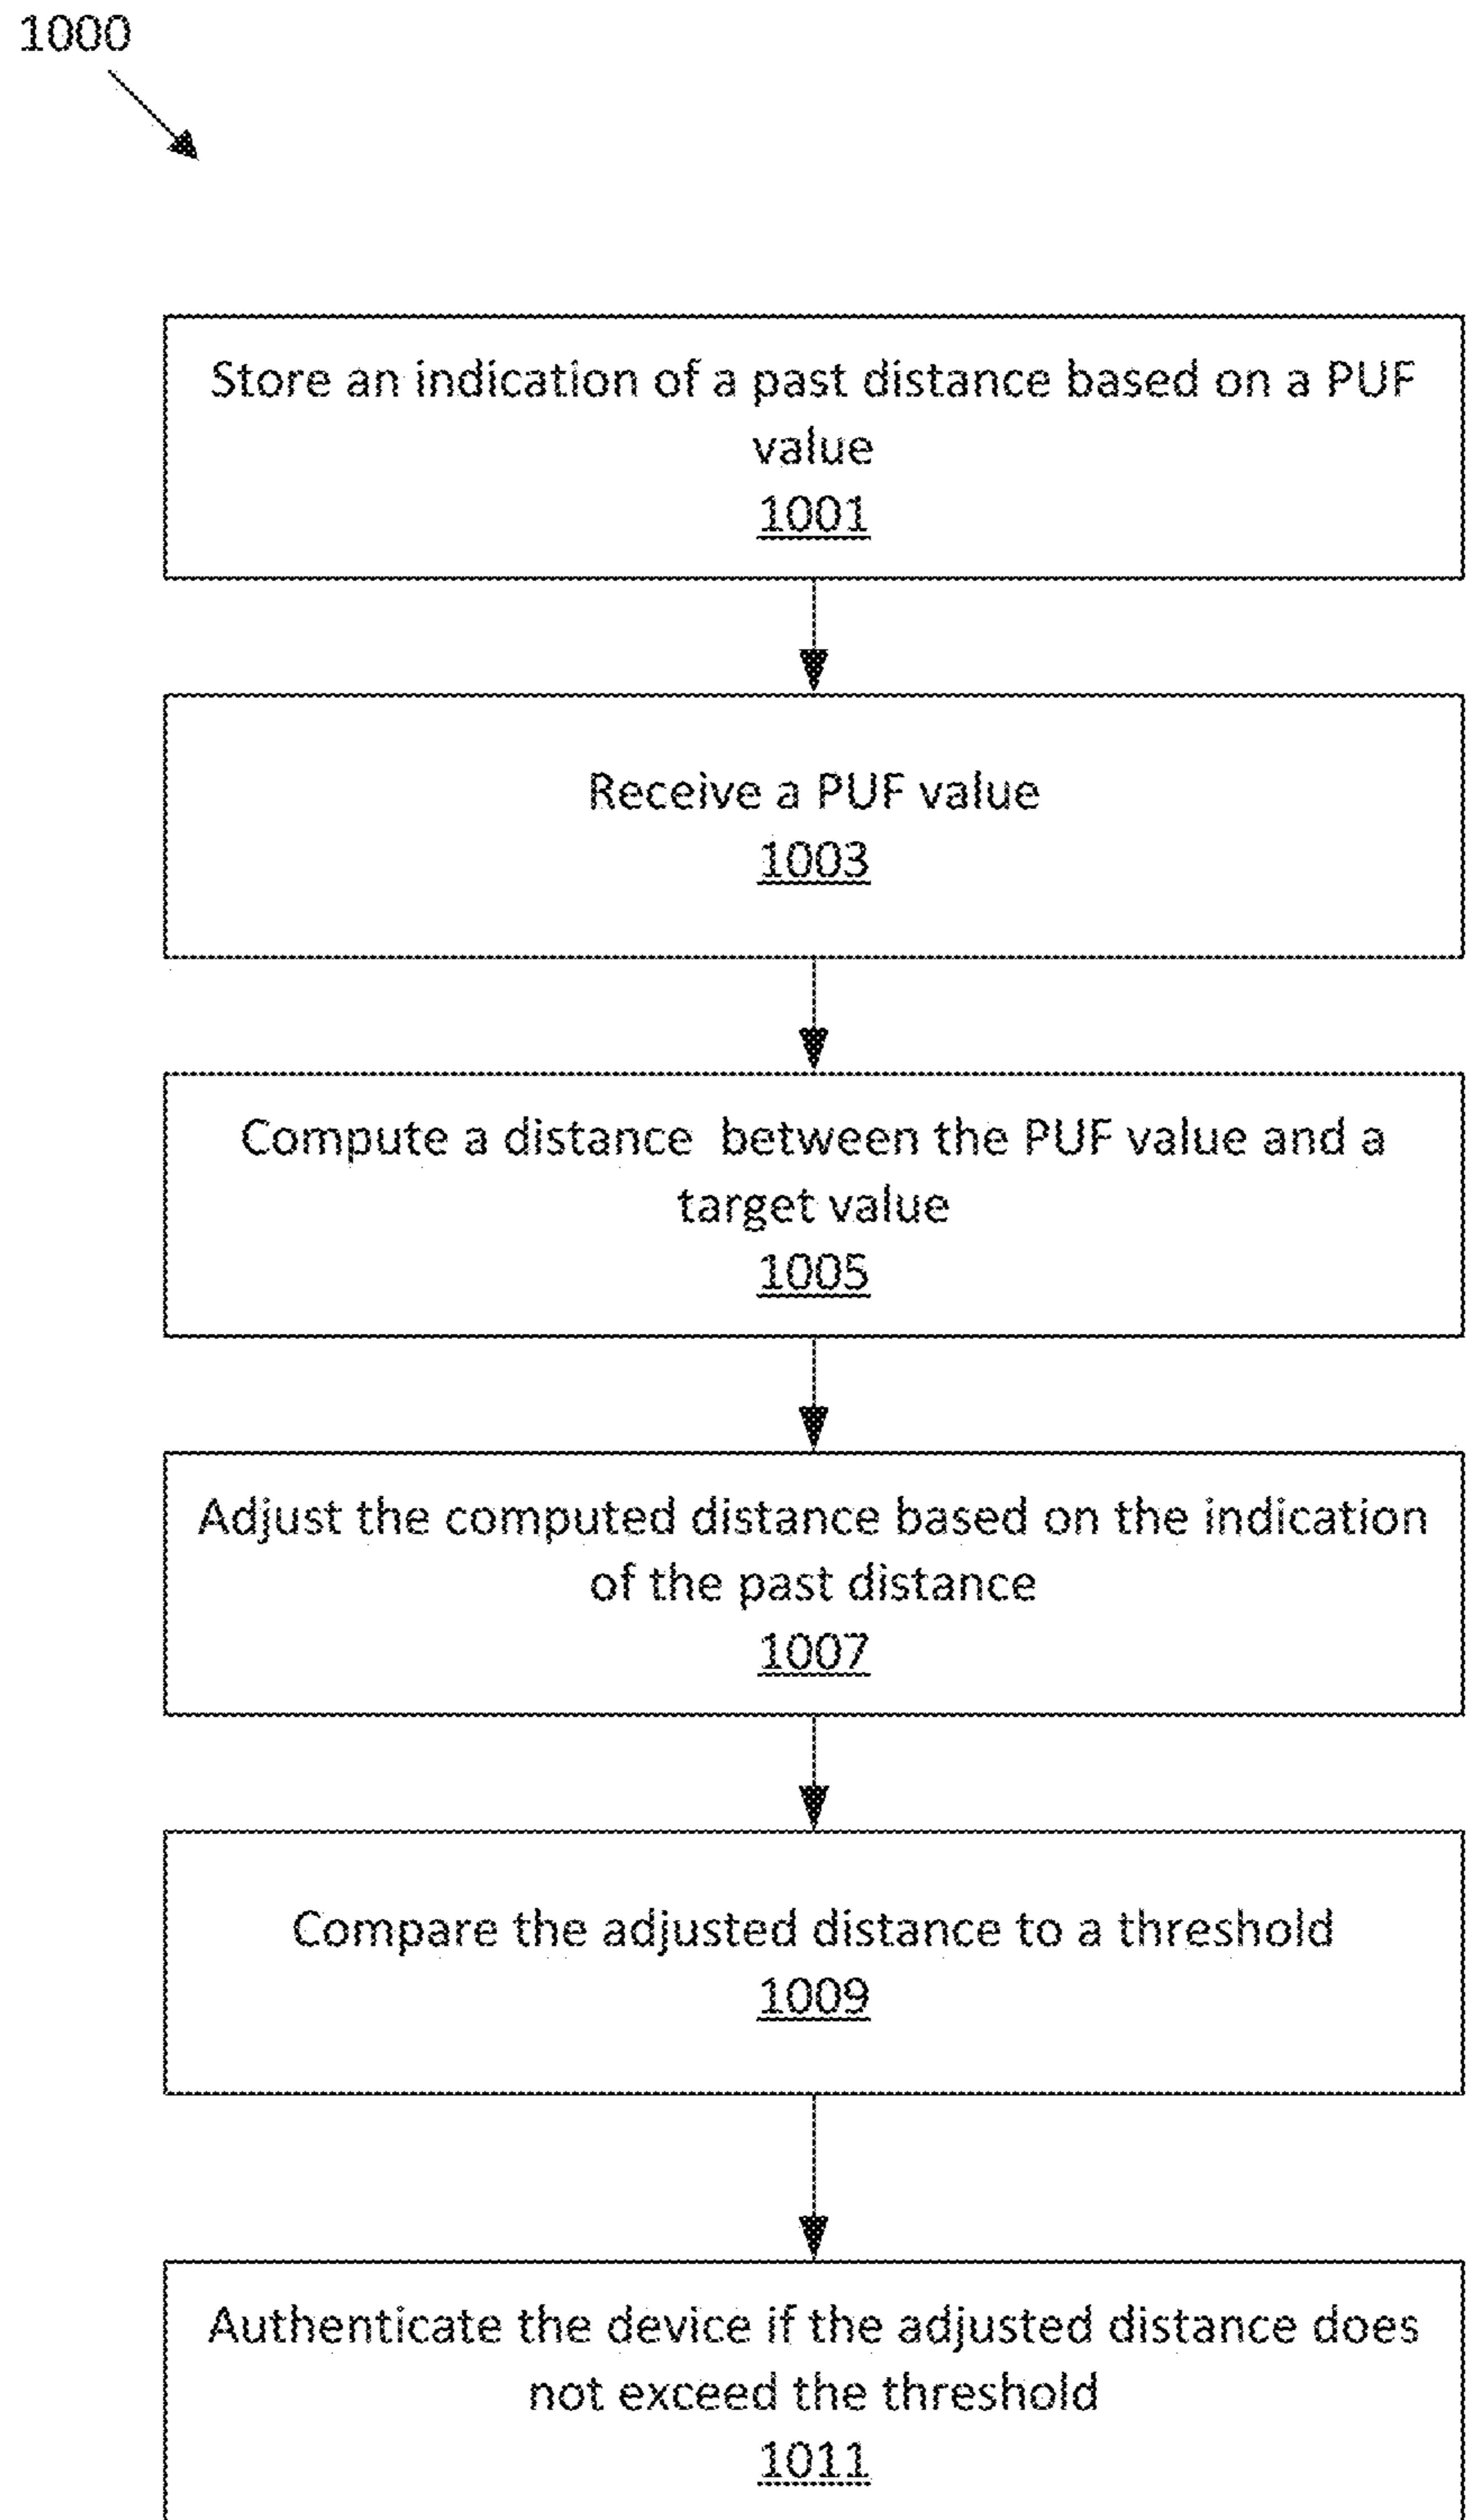 1000
Store an indication of a past distance based on a PUF
value
1001
Receive a PUF value
1003
Compute a distance between the PUF value and a
target value
1005
Adjust the computed distance based on the indication
of the past distance
1007
Compare the adjusted distance to a threshold
1009
Authenticate the device if the adjusted distance does
not exceed the threshold
1011